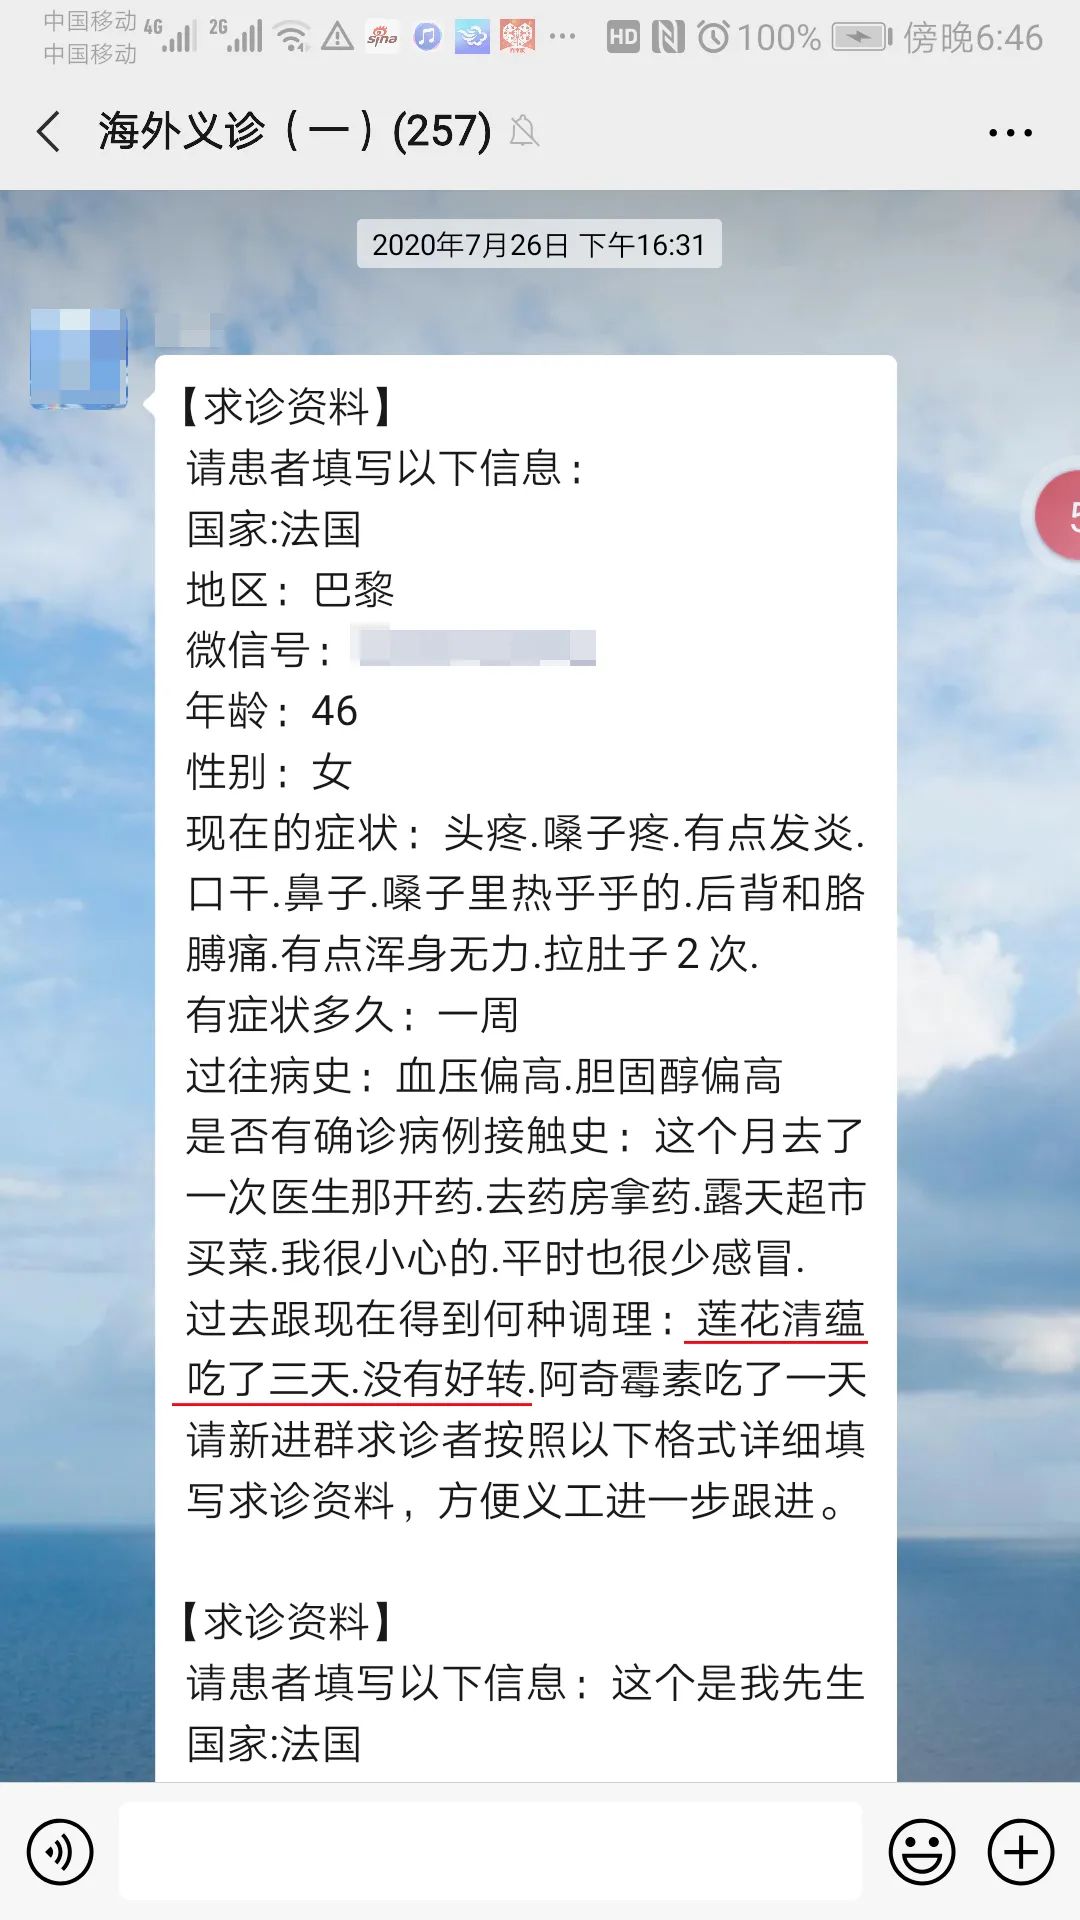 中国移动 4G 2G sina HD 100% 傍晚6:46
中国移动
海外义诊（一）(257)
2020年7月26日 下午16:31
【求诊资料】
请患者填写以下信息：
国家:法国
地区：巴黎
微信号：
年龄：46
性别：女
现在的症状：头疼.嗓子疼.有点发炎.
口干.鼻子.嗓子里热乎乎的.后背和胳
膊痛.有点浑身无力.拉肚子2次.
有症状多久：一周
过往病史：血压偏高.胆固醇偏高
是否有确诊病例接触史：这个月去了
一次医生那开药.去药房拿药.露天超市
买菜.我很小心的.平时也很少感冒.
过去跟现在得到何种调理：莲花清蕴
吃了三天.没有好转.阿奇霉素吃了一天
请新进群求诊者按照以下格式详细填
写求诊资料，方便义工进一步跟进。
【求诊资料】
请患者填写以下信息：这个是我先生
国家:法国